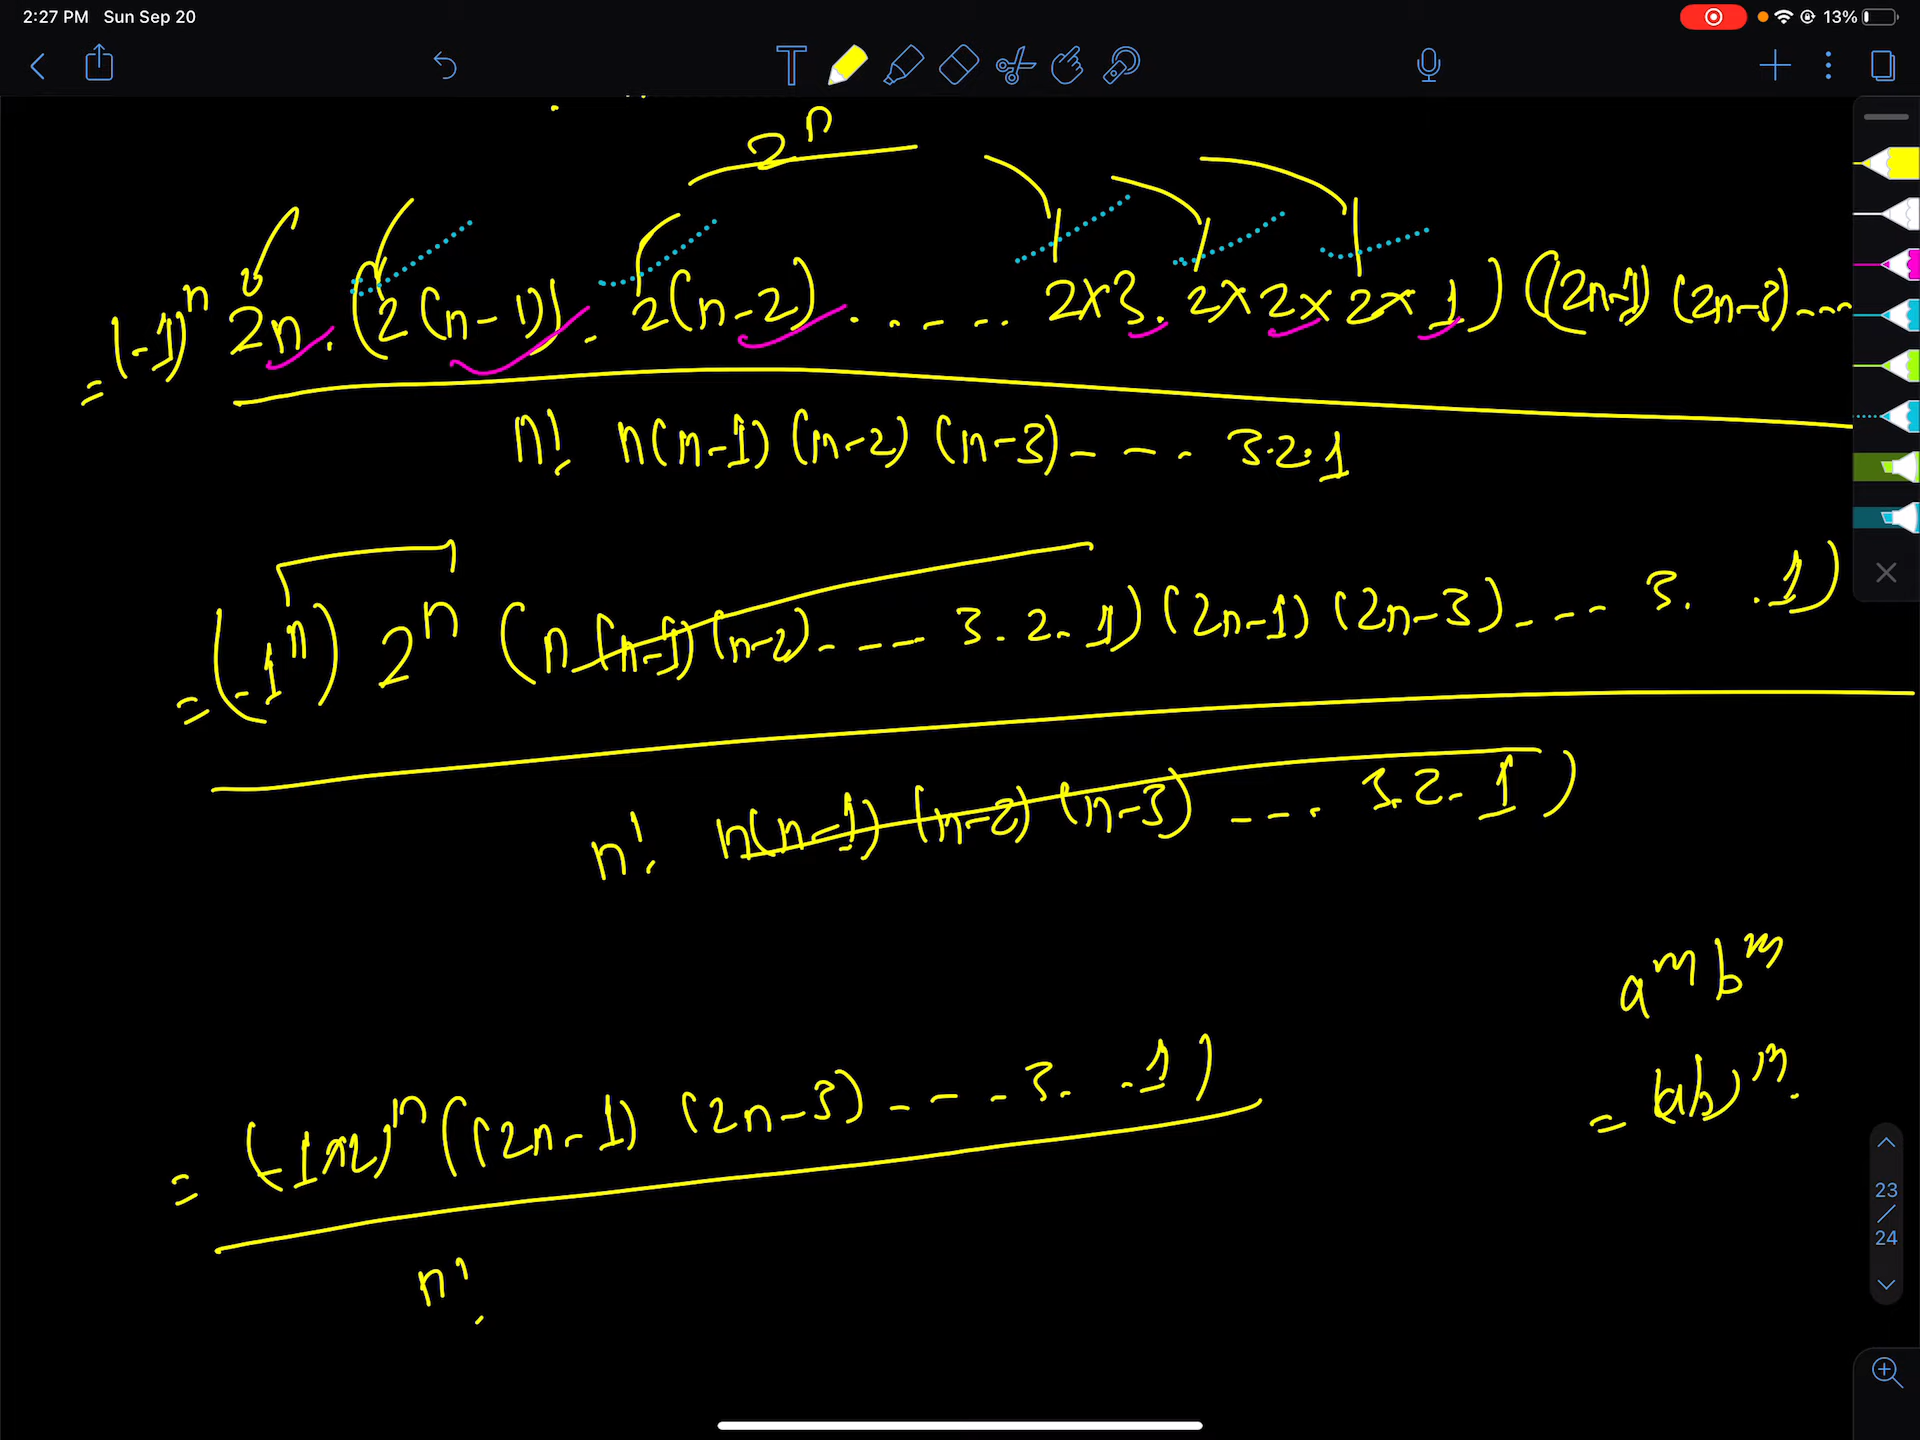 2:27 PM Sun Sep 20 13%
2^n
= (-1)^n 2n . (2(n-1)) . 2(n-2) . - - - .. 2×3. 2×2×2×1.) ((2n-1) (2n-3) - - - -
n! n(n-1) (n-2) (n-3) - - - . 3.2.1
= (-1^n) 2^n (n (n-1) (n-2) - - - - 3. 2. 1) (2n-1) (2n-3) - - - - 3. .1)
n! n(n-1) (n-2) (n-3) - - - . 3.2. 1)
a^m b^m
= (ab)^m.
= (-1×2)^n ((2n-1) (2n-3) - - - . 3. .1)
n!
23
/
24